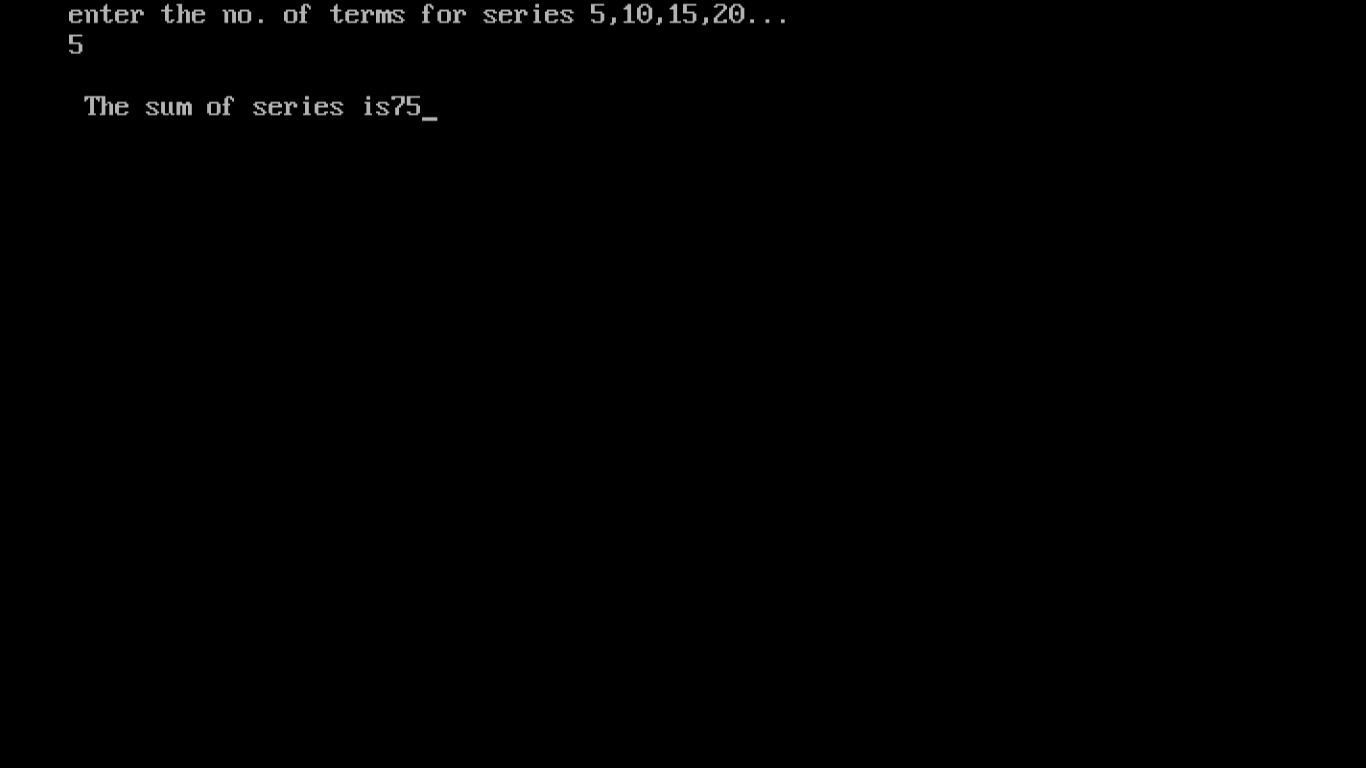 enter the no. of terms for series 5,10,15,20...
5
The sum of series is75_